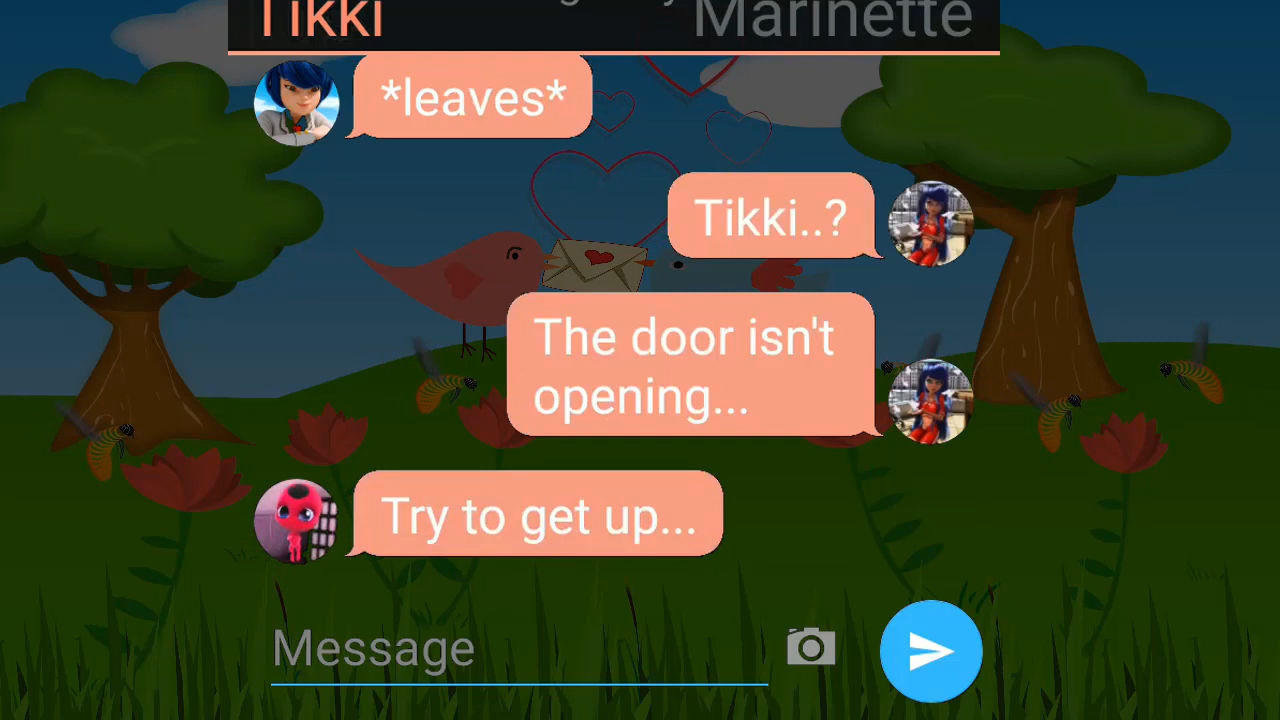 Tikki
Marinette
*leaves*
Tikki..?
The door isn't
opening...
Try to get up...
Message